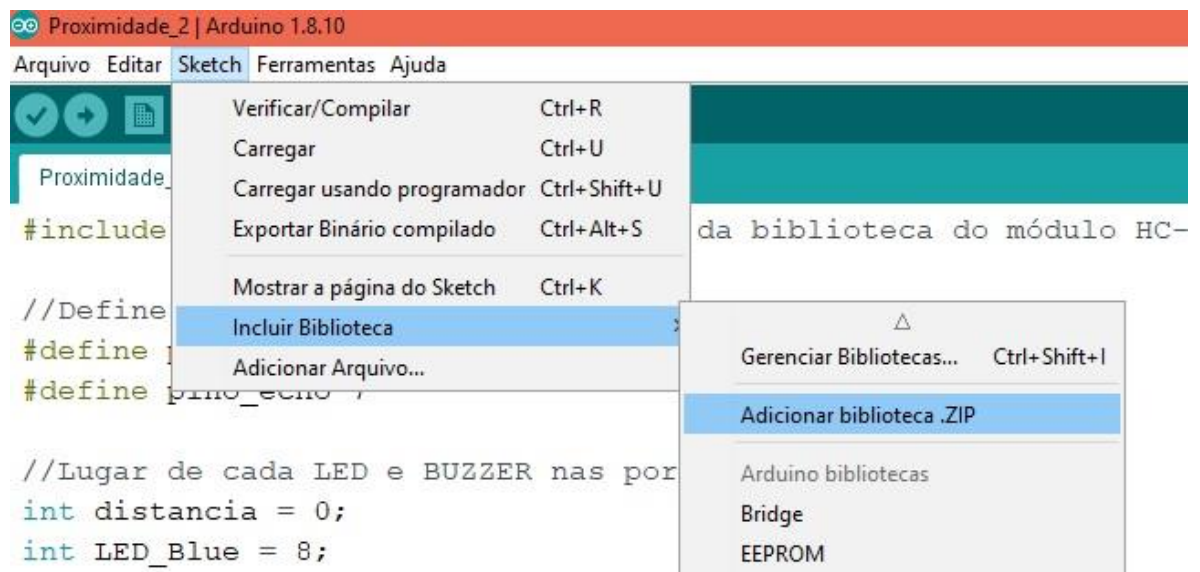 Proximidade_2 | Arduino 1.8.10
Arquivo Editar Sketch Ferramentas Ajuda
Verificar/Compilar Ctrl+R
Carregar Ctrl+U
Proximidade_
Carregar usando programador Ctrl+Shift+U
#include
Exportar Binário compilado Ctrl+Alt+S
da biblioteca do módulo HC-
Mostrar a página do Sketch Ctrl+K
//Define
Incluir Biblioteca
#define
Gerenciar Bibliotecas... Ctrl+Shift+I
Adicionar Arquivo...
#define pino_echo 7
Adicionar biblioteca .ZIP
//Lugar de cada LED e BUZZER nas por
Arduino bibliotecas
int distancia = 0;
Bridge
int LED_Blue = 8;
EEPROM